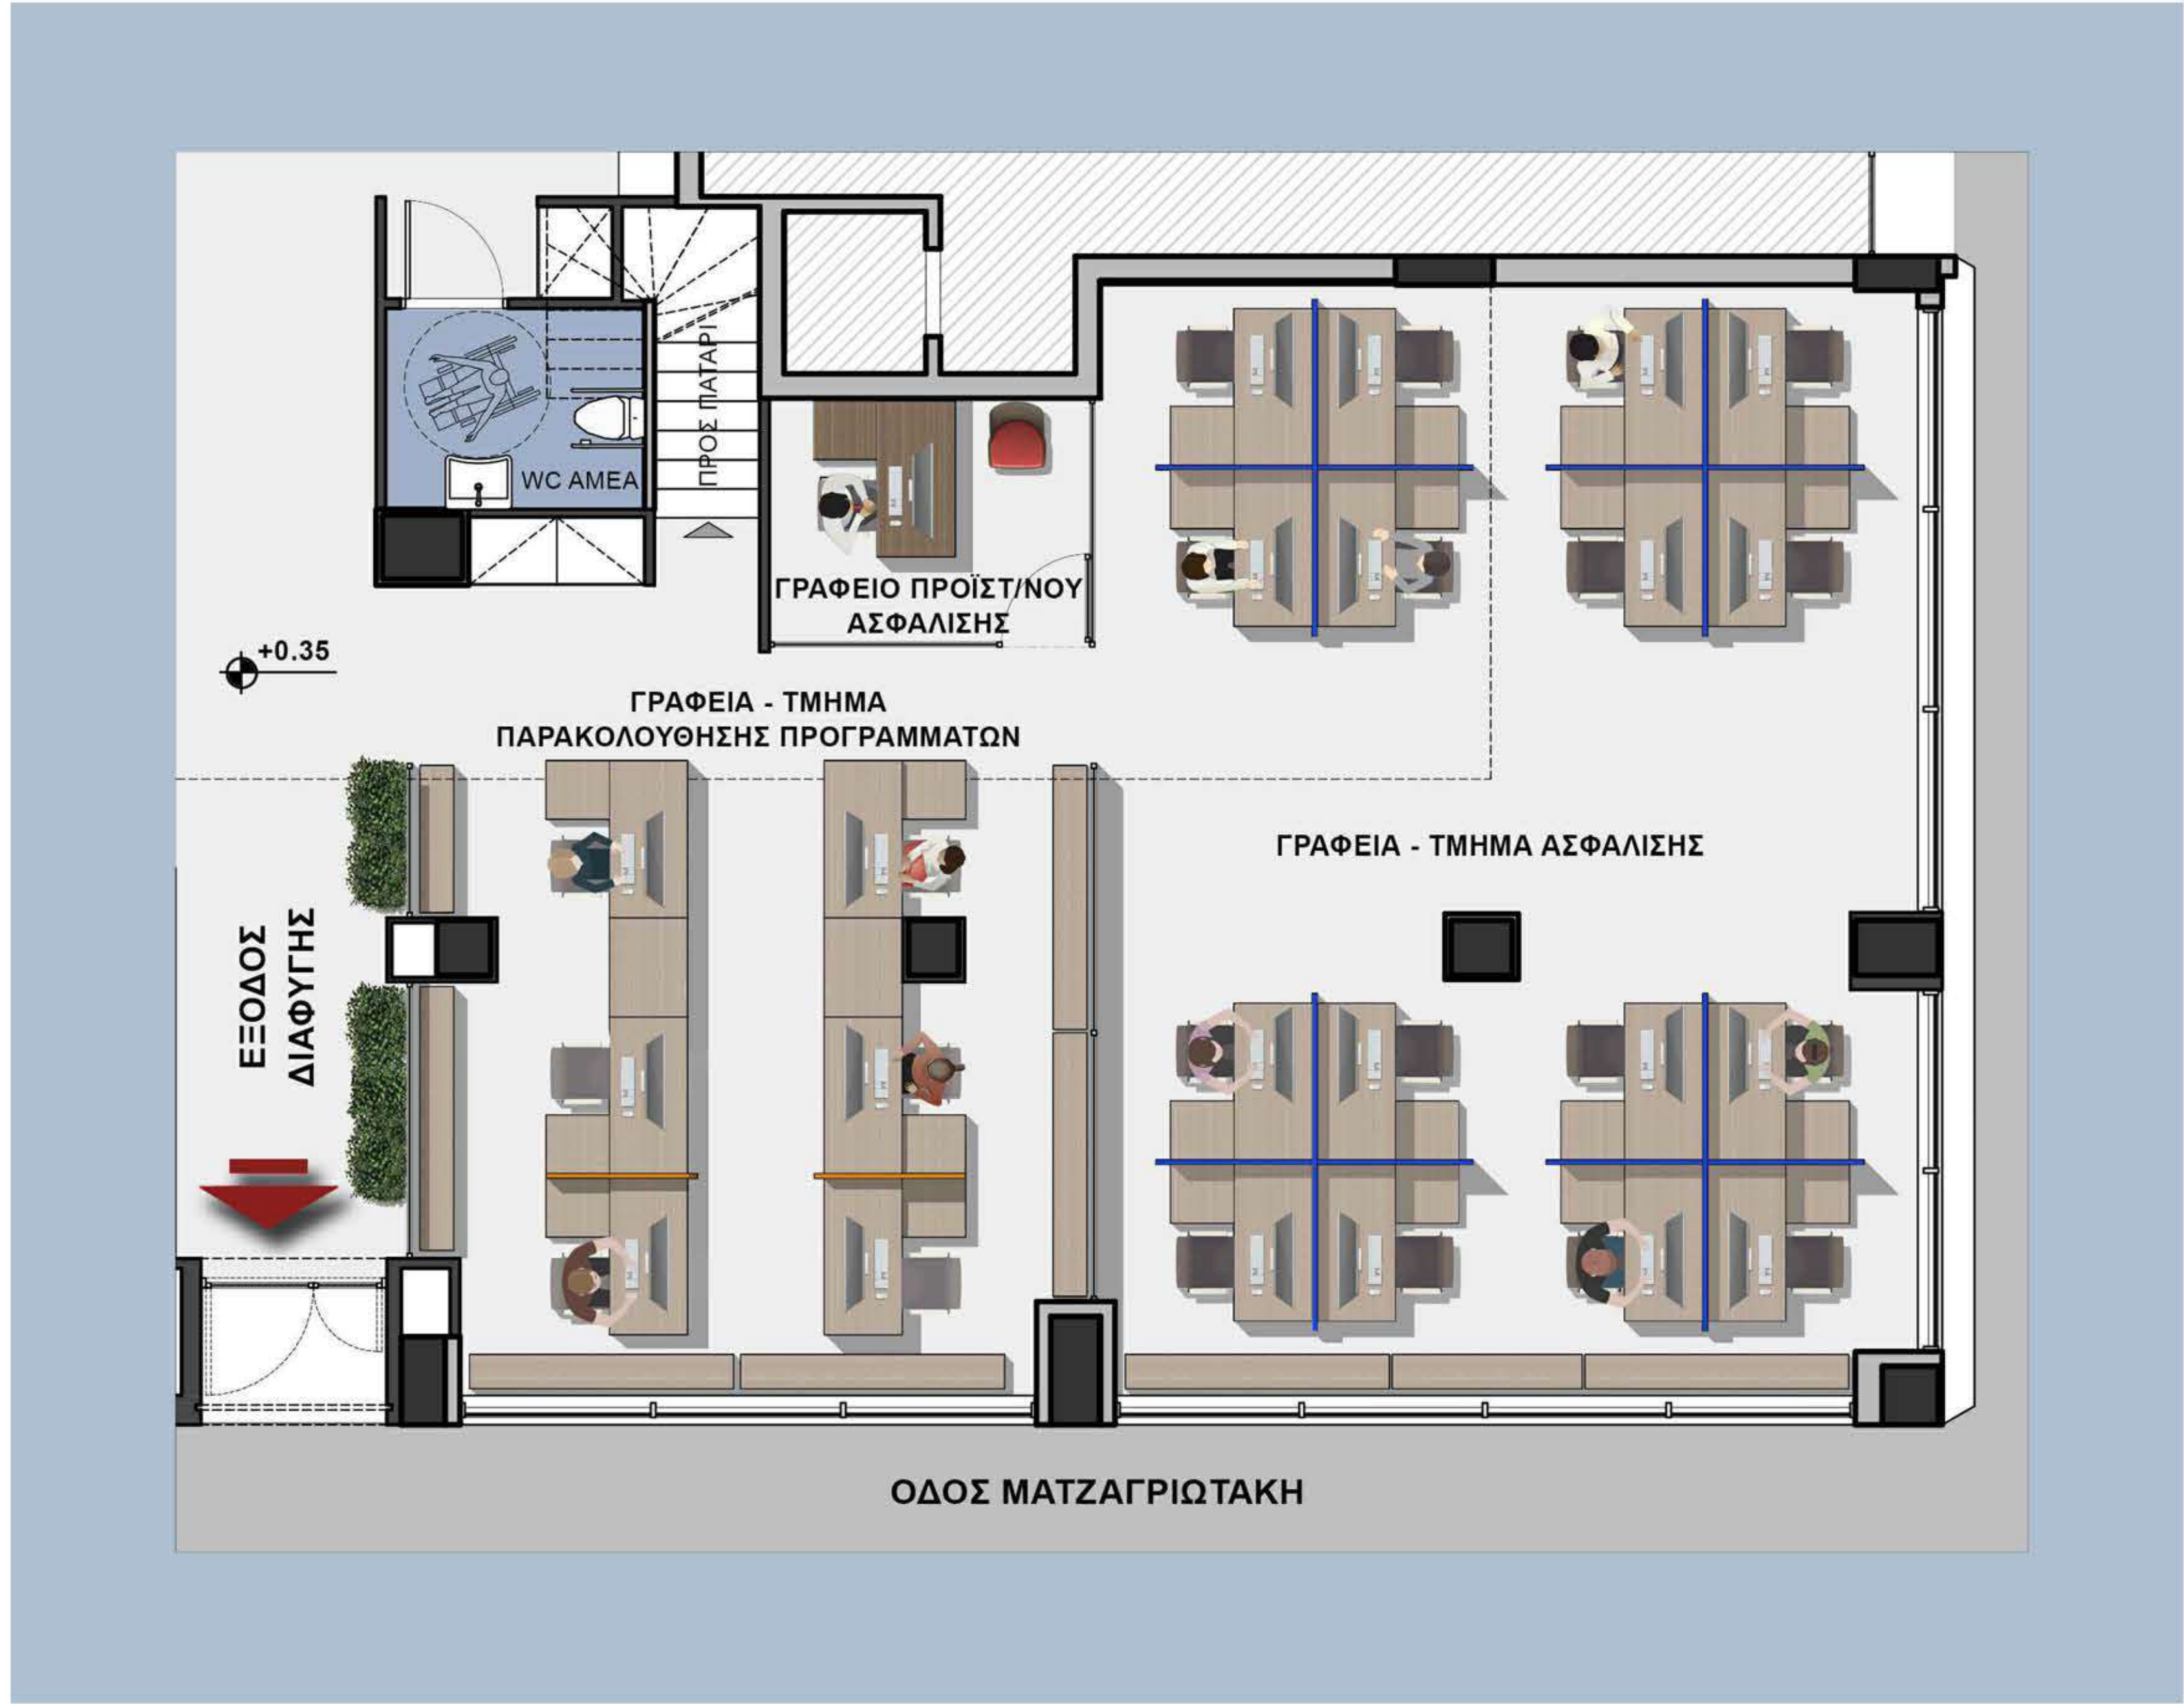 ΠΡΟΣ ΠΑΤΑΡΙ
WC ΑΜΕΑ
ΓΡΑΦΕΙΟ ΠΡΟΪΣΤ/ΝΟΥ
ΑΣΦΑΛΙΣΗΣ
+0.35
ΓΡΑΦΕΙΑ - ΤΜΗΜΑ
ΠΑΡΑΚΟΛΟΥΘΗΣΗΣ ΠΡΟΓΡΑΜΜΑΤΩΝ
ΓΡΑΦΕΙΑ - ΤΜΗΜΑ ΑΣΦΑΛΙΣΗΣ
ΕΞΟΔΟΣ
ΔΙΑΦΥΓΗΣ
ΟΔΟΣ ΜΑΤΖΑΓΡΙΩΤΑΚΗ